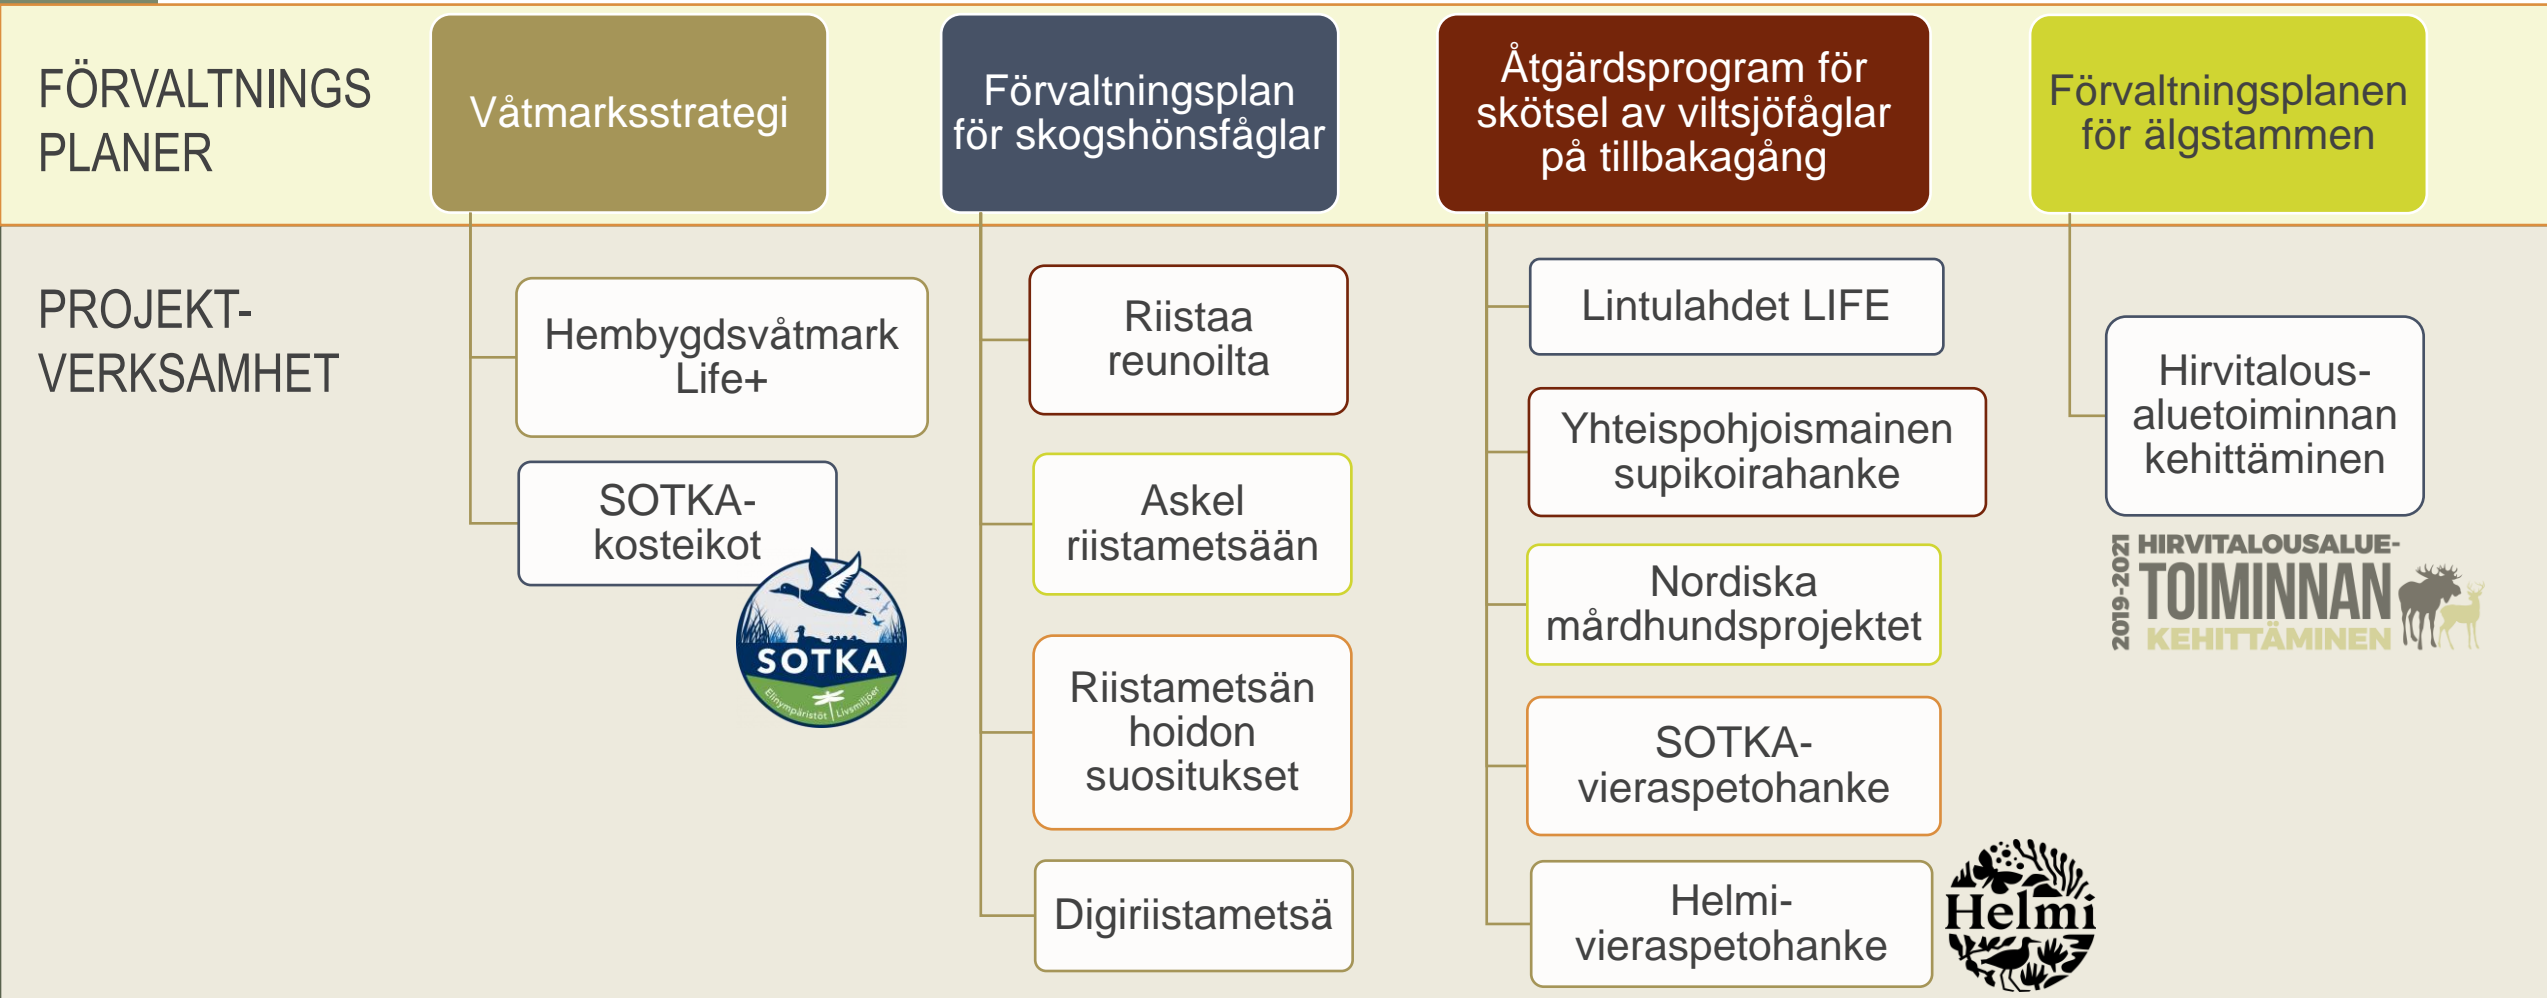 FÖRVALTNINGS
PLANER
Våtmarksstrategi
Förvaltningsplan
för skogshönsfåglar
Åtgärdsprogram för
skötsel av viltsjöfåglar
på tillbakagång
Förvaltningsplanen
för älgstammen
PROJEKT-
VERKSAMHET
Hembygdsvåtmark
Life+
SOTKA-
kosteikot
SOTKA
Elinympäristöt | Livsmiljöer
Riistaa
reunoilta
Askel
riistametsään
Riistametsän
hoidon
suositukset
Digiriistametsä
Lintulahdet LIFE
Yhteispohjoismainen
supikoirahanke
Nordiska
mårdhundsprojektet
SOTKA-
vieraspetohanke
Helmi-
vieraspetohanke
Helmi
Hirvitalous-
aluetoiminnan
kehittäminen
2019-2021
HIRVITALOUSALUE-
TOIMINNAN
KEHITTÄMINEN